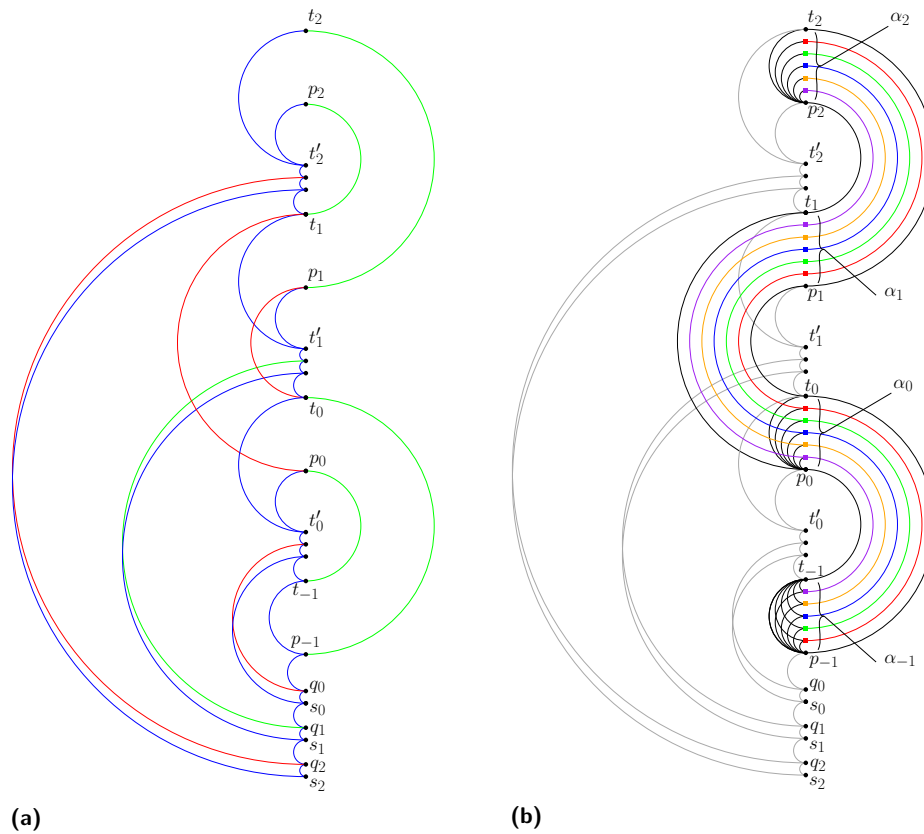 t₂
p₂
t′₂
t₁
p₁
t′₁
t₀
p₀
t′₀
t₋₁
p₋₁
q₀
s₀
q₁
s₁
q₂
s₂
(a)
t₂
α₂
p₂
t′₂
t₁
α₁
p₁
t′₁
t₀
α₀
p₀
t′₀
t₋₁
α₋₁
p₋₁
q₀
s₀
q₁
s₁
q₂
s₂
(b)